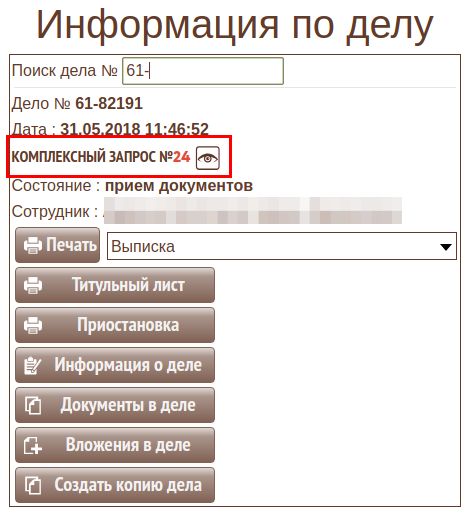 Информация по делу
Поиск дела № 61-
Дело № 61-82191
Дата : 31.05.2018 11:46:52
КОМПЛЕКСНЫЙ ЗАПРОС №24
Состояние : прием документов
Сотрудник :
Печать Выписка
Титульный лист
Приостановка
Информация о деле
Документы в деле
Вложения в деле
Создать копию дела